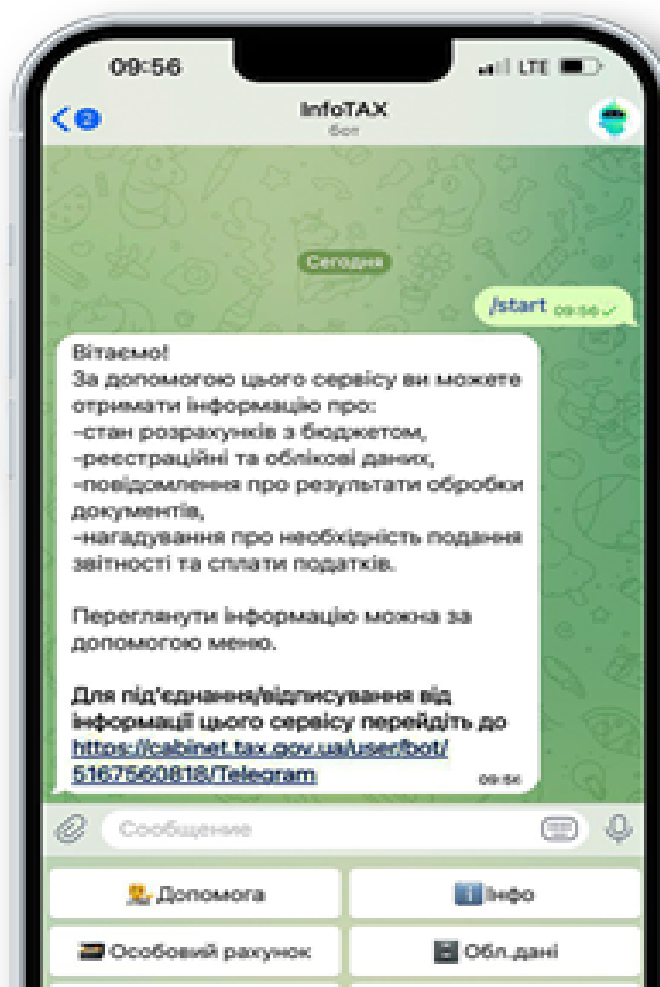 09:56
LTE
2
InfoTAX
бот
Сегодня
/start 09:56
Вітаємо!
За допомогою цього сервісу ви можете
отримати інформацію про:
-стан розрахунків з бюджетом,
-реєстраційні та облікові даних,
-повідомлення про результати обробки
документів,
-нагадування про необхідність подання
звітності та сплати податків.
Переглянути інформацію можна за
допомогою меню.
Для під'єднання/відписування від
інформації цього сервісу перейдіть до
https://cabinet.tax.gov.ua/user/bot/
5167560818/Telegram
09:56
Сообщение
Допомога
Інфо
Особовий рахунок
Обл.дані